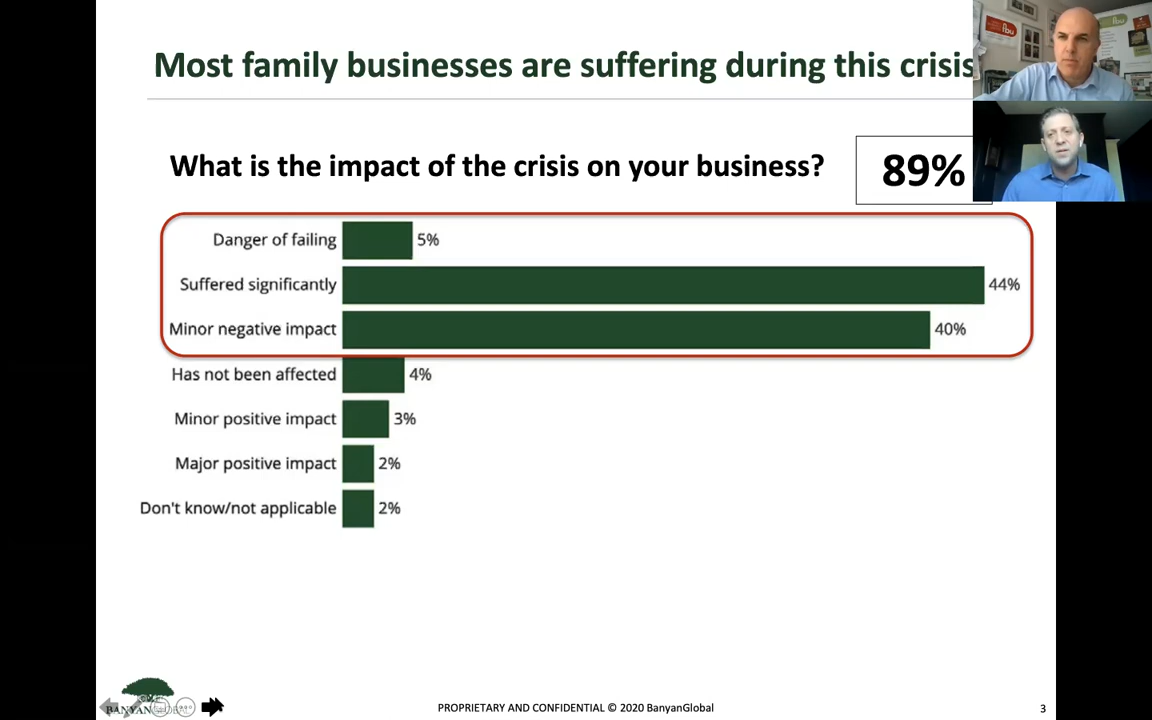 Most family businesses are suffering during this crisis
What is the impact of the crisis on your business?
89%
Danger of failing 5%
Suffered significantly 44%
Minor negative impact 40%
Has not been affected 4%
Minor positive impact 3%
Major positive impact 2%
Don't know/not applicable 2%
fbu
PROPRIETARY AND CONFIDENTIAL © 2020 BanyanGlobal
3